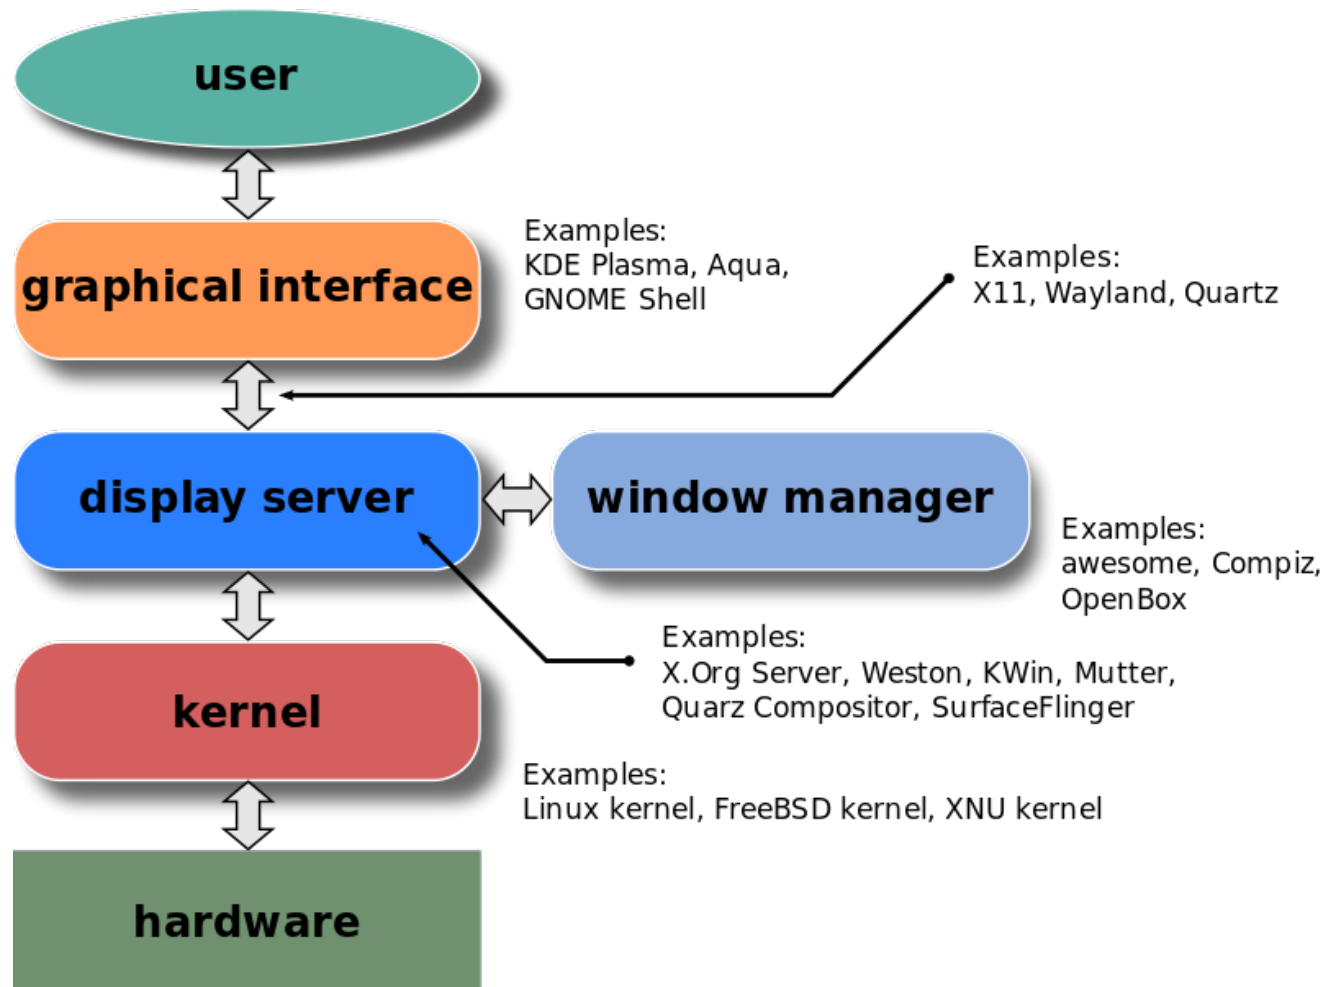 user
graphical interface
Examples:
KDE Plasma, Aqua,
GNOME Shell
Examples:
X11, Wayland, Quartz
display server
window manager
Examples:
awesome, Compiz,
OpenBox
Examples:
X.Org Server, Weston, KWin, Mutter,
Quarz Compositor, SurfaceFlinger
kernel
Examples:
Linux kernel, FreeBSD kernel, XNU kernel
hardware